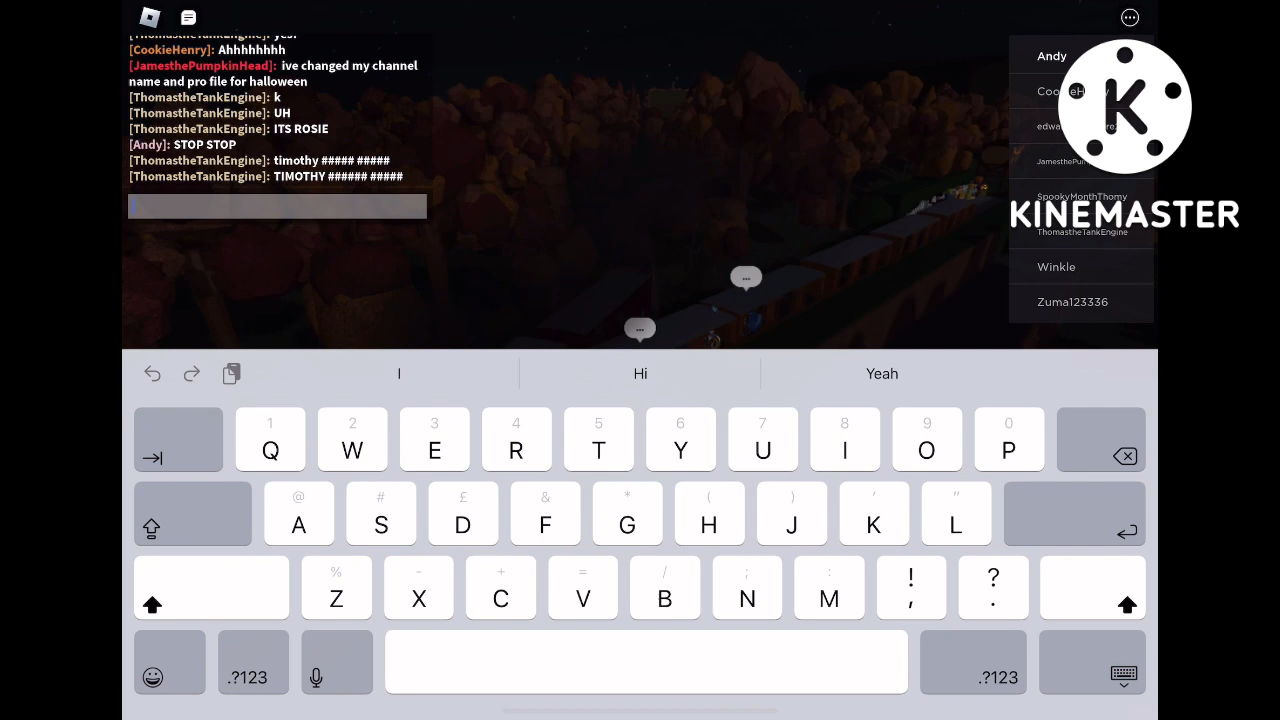 [ThomastheTankEngine]: yes!
[CookieHenry]: Ahhhhhhhh
[JamesthePumpkinHead]: ive changed my channel
name and pro file for halloween
[ThomastheTankEngine]: k
[ThomastheTankEngine]: UH
[ThomastheTankEngine]: ITS ROSIE
[Andy]: STOP STOP
[ThomastheTankEngine]: timothy ##### #####
[ThomastheTankEngine]: TIMOTHY ###### #####
Andy
SpookyMonthThomy
ThomastheTankEngine
Winkle
Zuma123336
K
KINEMASTER
...
...
I Hi Yeah
1 2 3 4 5 6 7 8 9 0
Q W E R T Y U I O P
@ # £ & * ( ) ' "
A S D F G H J K L
% - + = / ; : ! ?
Z X C V B N M , .
.?123 .?123